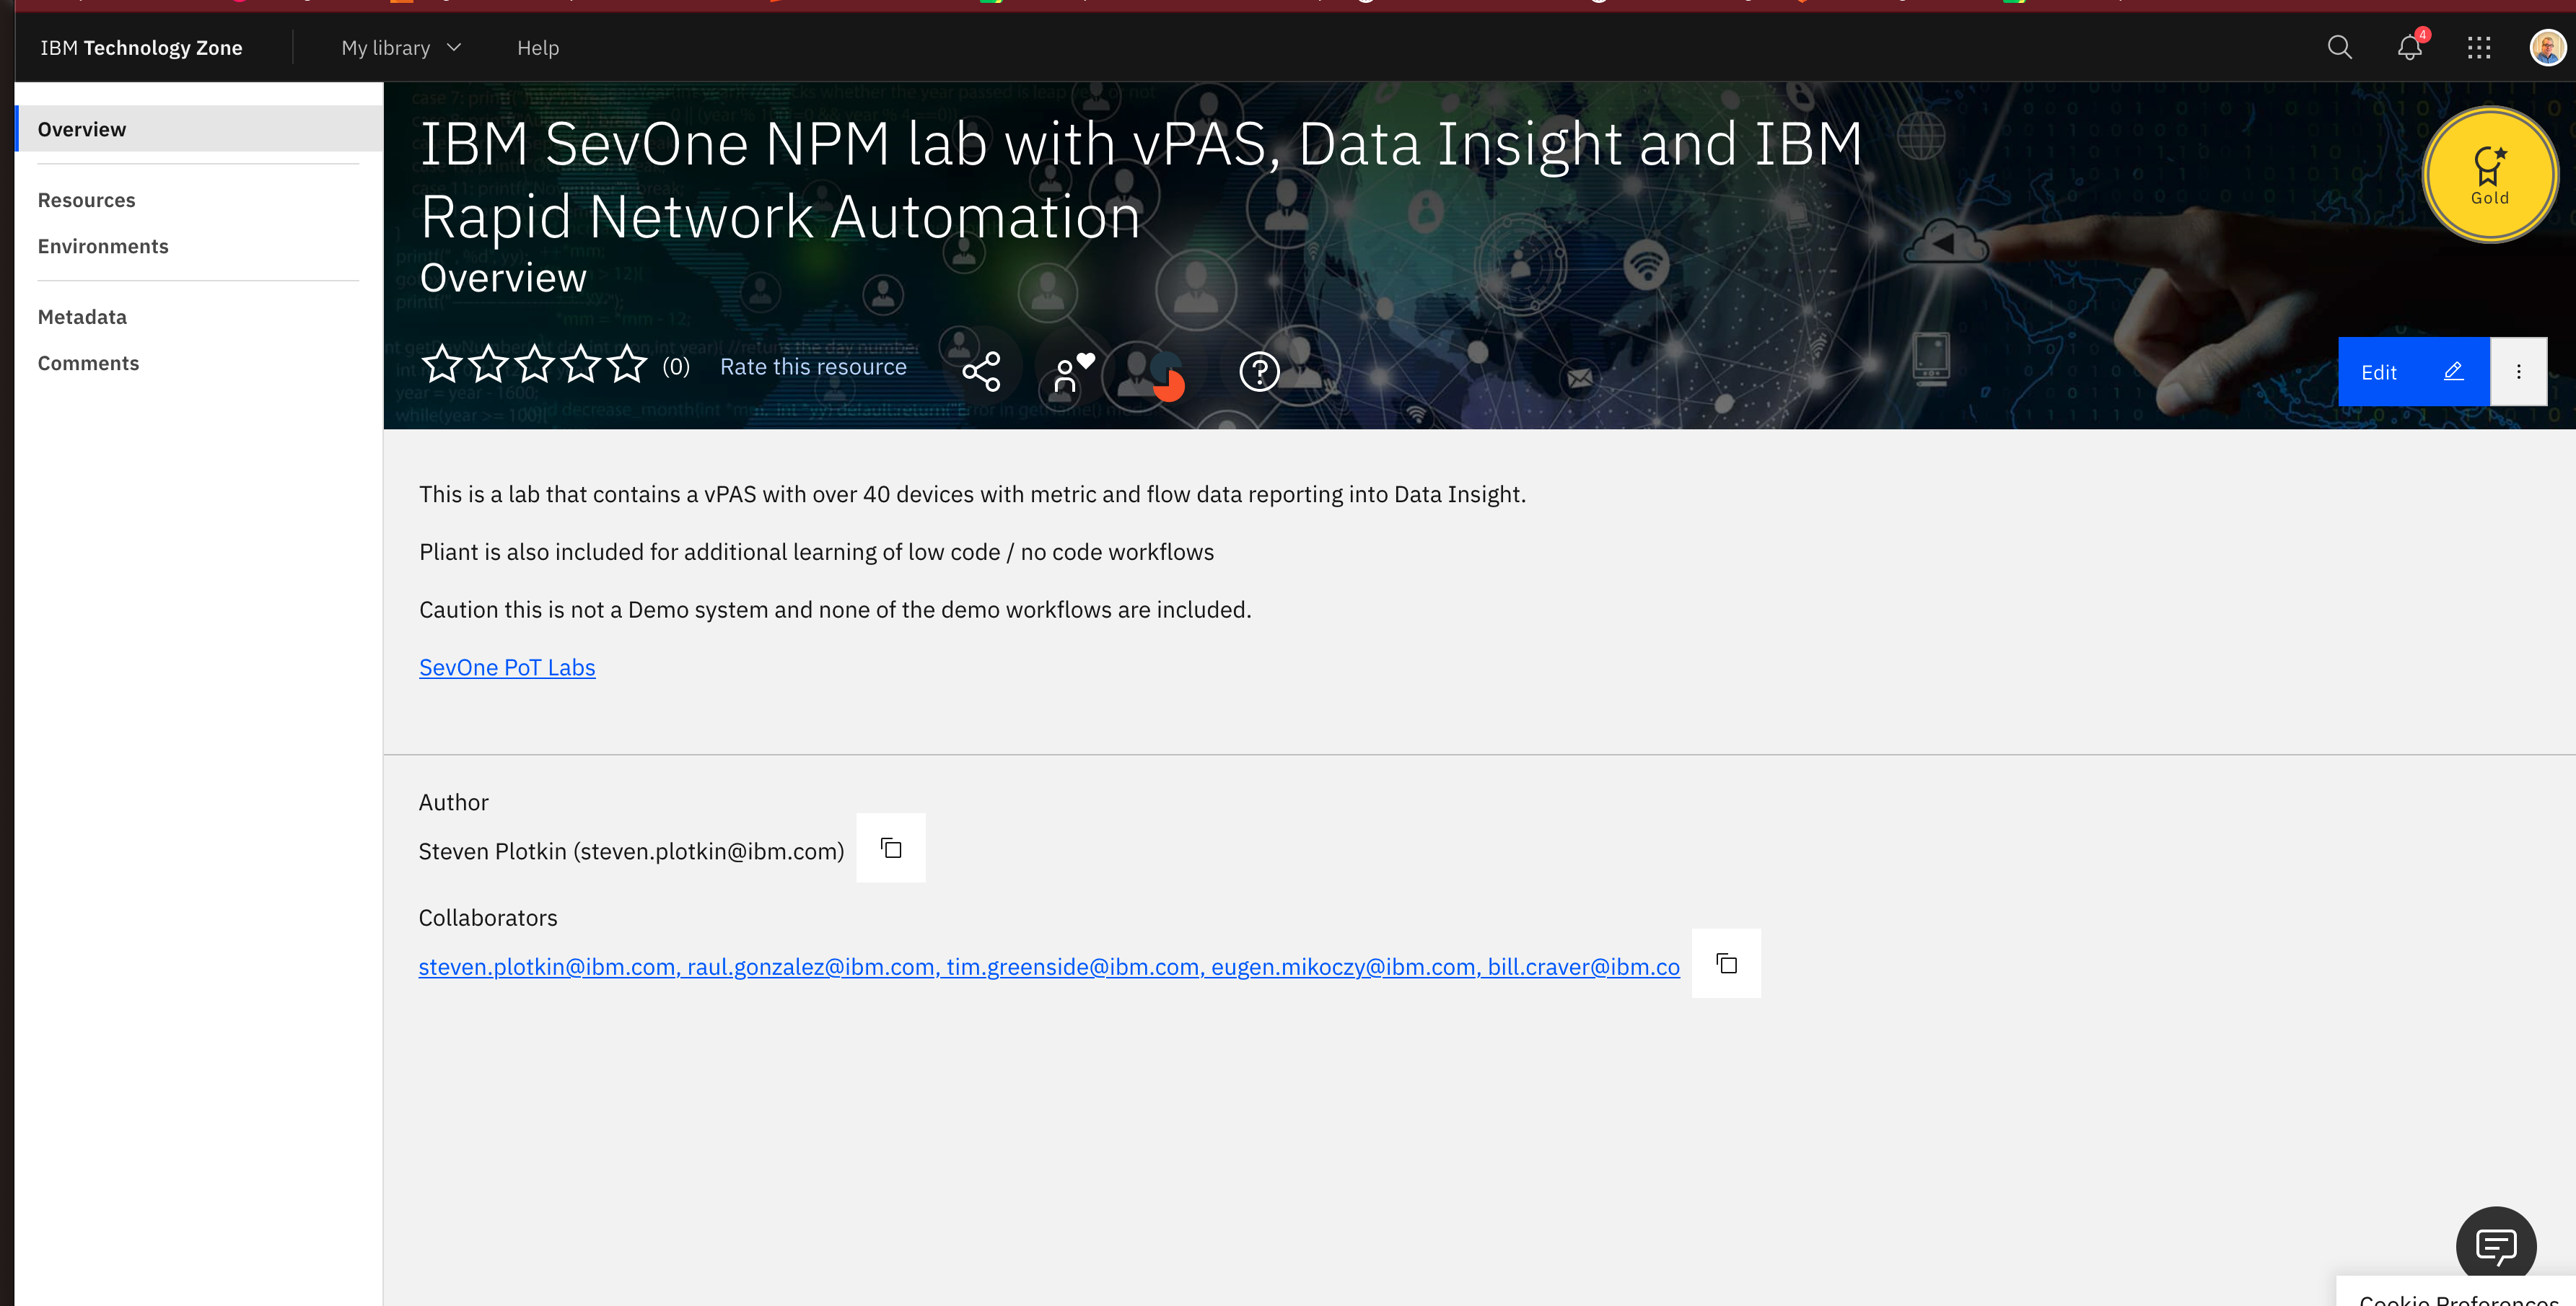 IBM Technology Zone
My library
Help
4
Overview
Resources
Environments
Metadata
Comments
IBM SevOne NPM lab with vPAS, Data Insight and IBM
Rapid Network Automation
Overview
Gold
(0)
Rate this resource
Edit
This is a lab that contains a vPAS with over 40 devices with metric and flow data reporting into Data Insight.
Pliant is also included for additional learning of low code / no code workflows
Caution this is not a Demo system and none of the demo workflows are included.
SevOne PoT Labs
Author
Steven Plotkin (steven.plotkin@ibm.com)
Collaborators
steven.plotkin@ibm.com, raul.gonzalez@ibm.com, tim.greenside@ibm.com, eugen.mikoczy@ibm.com, bill.craver@ibm.co
Cookie Preferences